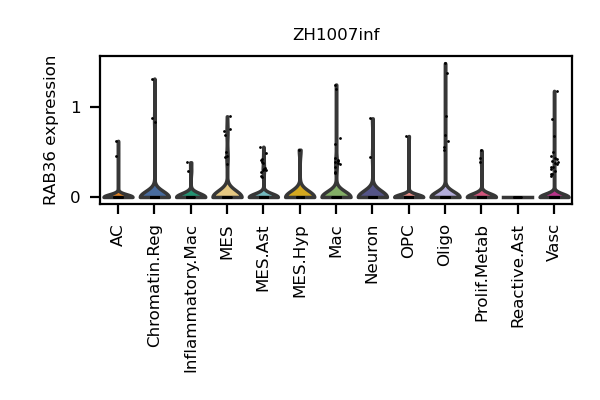 ZH1007inf
RAB36 expression
1
0
AC
Chromatin.Reg
Inflammatory.Mac
MES
MES.Ast
MES.Hyp
Mac
Neuron
OPC
Oligo
Prolif.Metab
Reactive.Ast
Vasc